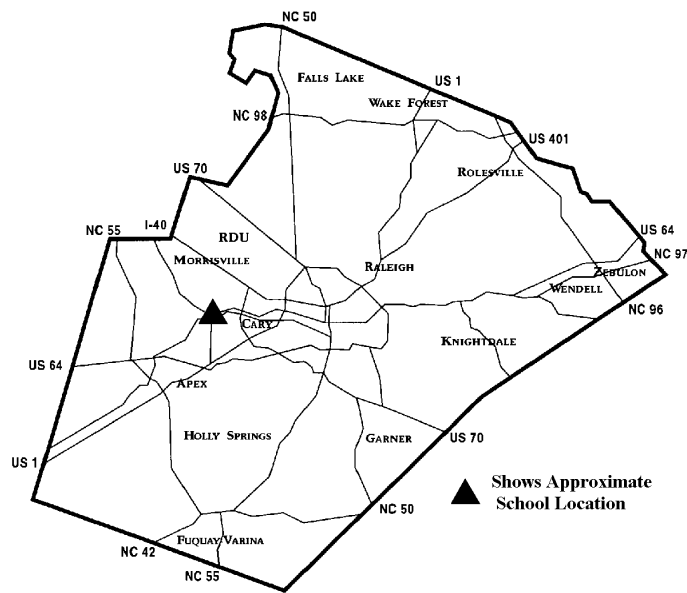 NC 50
FALLS LAKE
US 1
WAKE FOREST
NC 98
US 401
US 70
ROLESVILLE
I-40
NC 55
RDU
US 64
MORRISVILLE
RALEIGH
NC 97
ZEBULON
WENDELL
NC 96
CARY
KNIGHTDALE
US 64
APEX
HOLLY SPRINGS
GARNER
US 70
US 1
Shows Approximate
School Location
NC 50
FUQUAY-VARINA
NC 42
NC 55